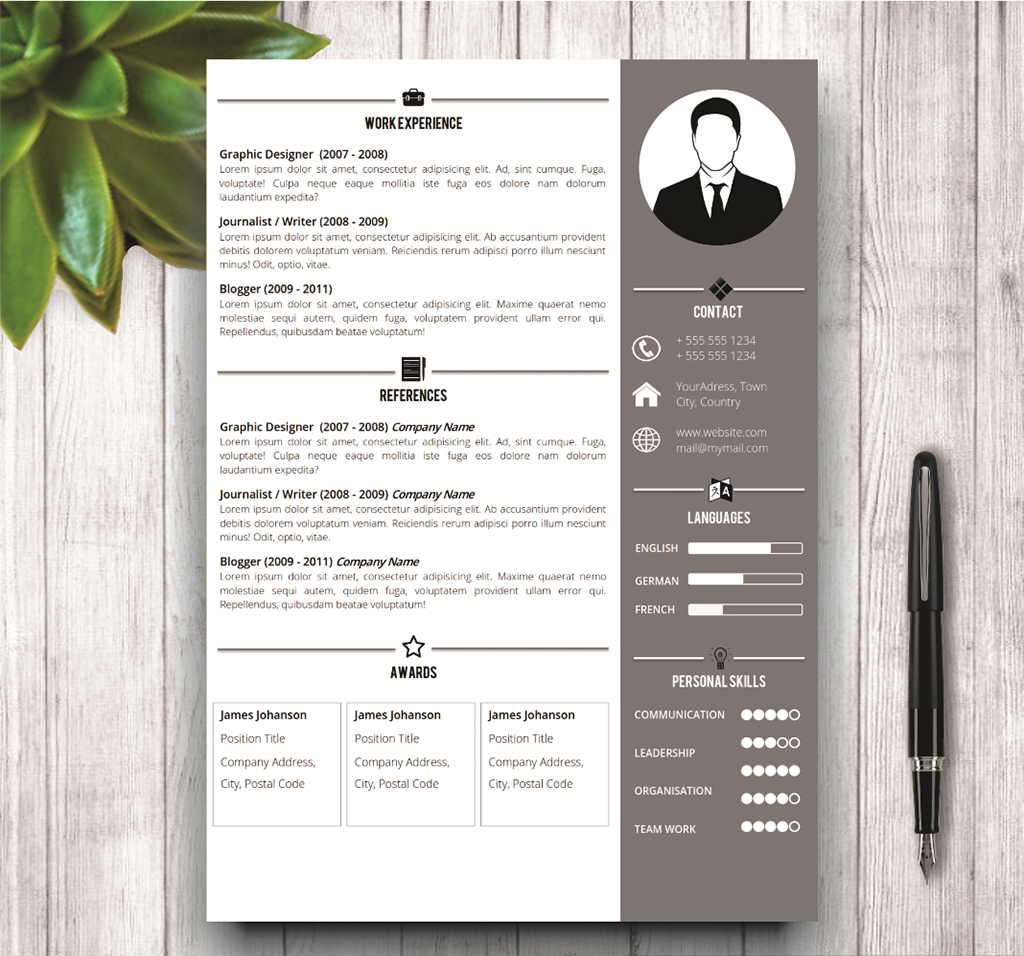 WORK EXPERIENCE
Graphic Designer (2007 - 2008)
Lorem ipsum dolor sit amet, consectetur adipisicing elit. Ad, sint cumque. Fuga,
voluptate! Culpa neque eaque mollitia iste fuga eos dolore nam dolorum
laudantium expedita?
Journalist / Writer (2008 - 2009)
Lorem ipsum dolor sit amet, consectetur adipisicing elit. Ab accusantium provident
debitis dolorem voluptatum veniam. Reiciendis rerum adipisci porro illum provident
minus! Odit, optio, vitae.
Blogger (2009 - 2011)
Lorem ipsum dolor sit amet, consectetur adipisicing elit. Maxime quaerat nemo
molestiae sequi autem, quidem fuga, voluptatem provident ullam error qui.
Repellendus, quibusdam beatae voluptatum!
REFERENCES
Graphic Designer (2007 - 2008) Company Name
Lorem ipsum dolor sit amet, consectetur adipisicing elit. Ad, sint cumque. Fuga,
voluptate! Culpa neque eaque mollitia iste fuga eos dolore nam dolorum
laudantium expedita?
Journalist / Writer (2008 - 2009) Company Name
Lorem ipsum dolor sit amet, consectetur adipisicing elit. Ab accusantium provident
debitis dolorem voluptatum veniam. Reiciendis rerum adipisci porro illum provident
minus! Odit, optio, vitae.
Blogger (2009 - 2011) Company Name
Lorem ipsum dolor sit amet, consectetur adipisicing elit. Maxime quaerat nemo
molestiae sequi autem, quidem fuga, voluptatem provident ullam error qui.
Repellendus, quibusdam beatae voluptatum!
AWARDS
James Johanson
Position Title
Company Address,
City, Postal Code
James Johanson
Position Title
Company Address,
City, Postal Code
James Johanson
Position Title
Company Address,
City, Postal Code
CONTACT
+ 555 555 1234
+ 555 555 1234
YourAdress, Town
City, Country
www.website.com
mail@mymail.com
文 A
LANGUAGES
ENGLISH
GERMAN
FRENCH
PERSONAL SKILLS
COMMUNICATION
LEADERSHIP
ORGANISATION
TEAM WORK